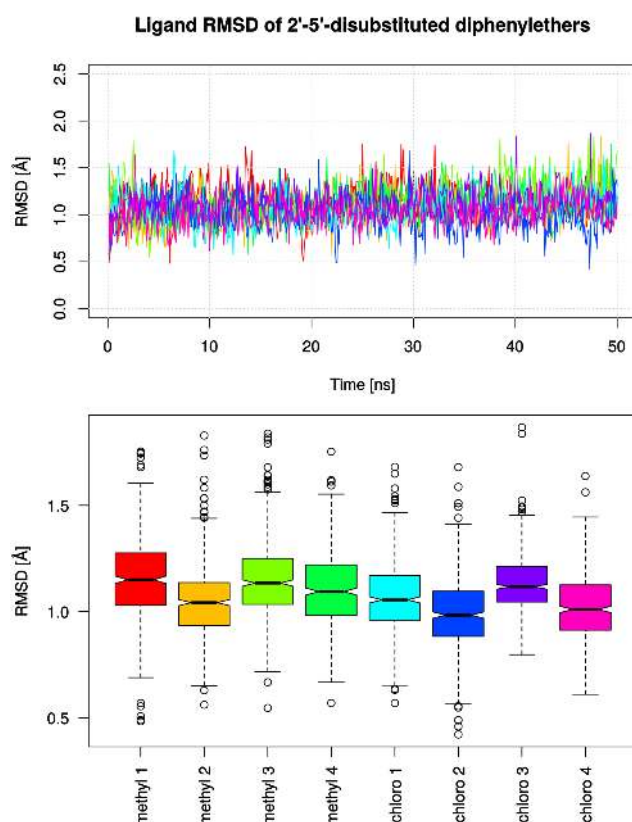 Ligand RMSD of 2'-5'-disubstituted diphenylethers
RMSD [Å]
2.5
2.0
1.5
1.0
0.5
0.0
0 10 20 30 40 50
Time [ns]
RMSD [Å]
1.5
1.0
0.5
methyl 1
methyl 2
methyl 3
methyl 4
chloro 1
chloro 2
chloro 3
chloro 4